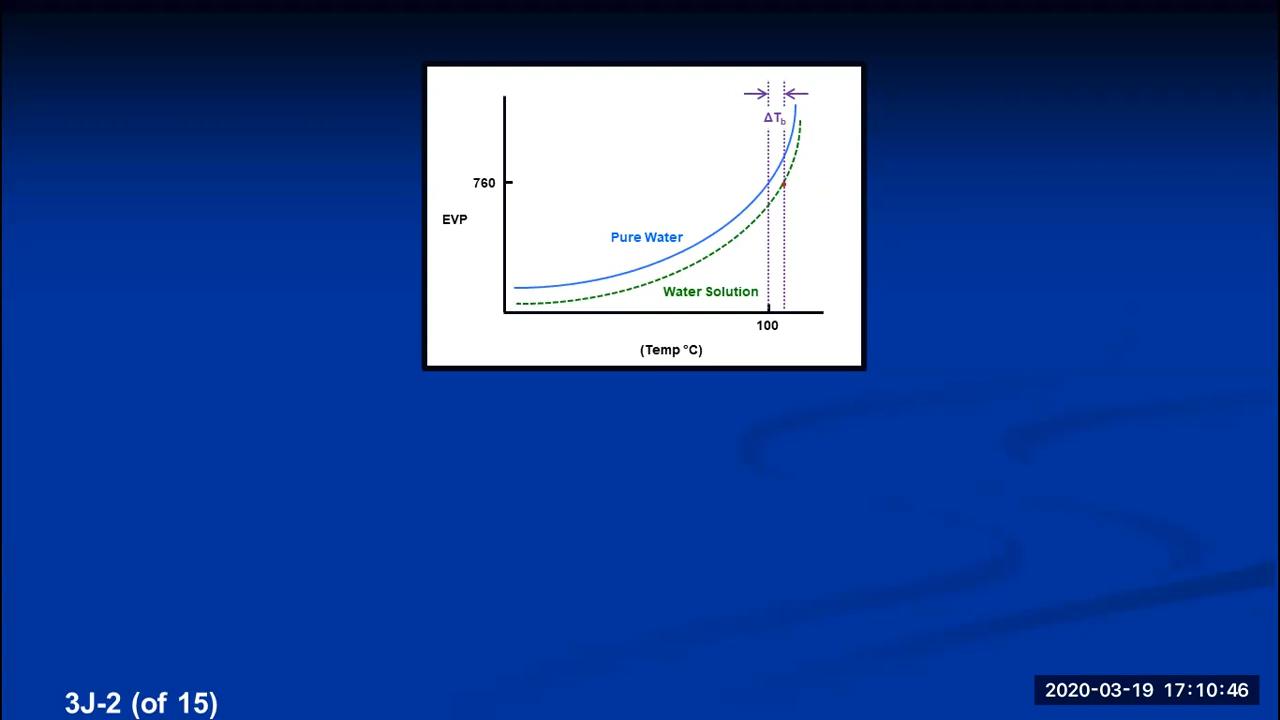 ΔTb
760
EVP
Pure Water
Water Solution
100
(Temp °C)
3J-2 (of 15)
2020-03-19 17:10:46